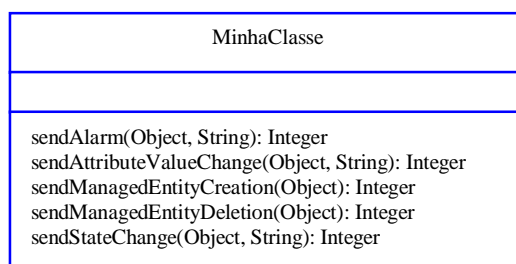 MinhaClasse
sendAlarm(Object, String): Integer
sendAttributeValueChange(Object, String): Integer
sendManagedEntityCreation(Object): Integer
sendManagedEntityDeletion(Object): Integer
sendStateChange(Object, String): Integer